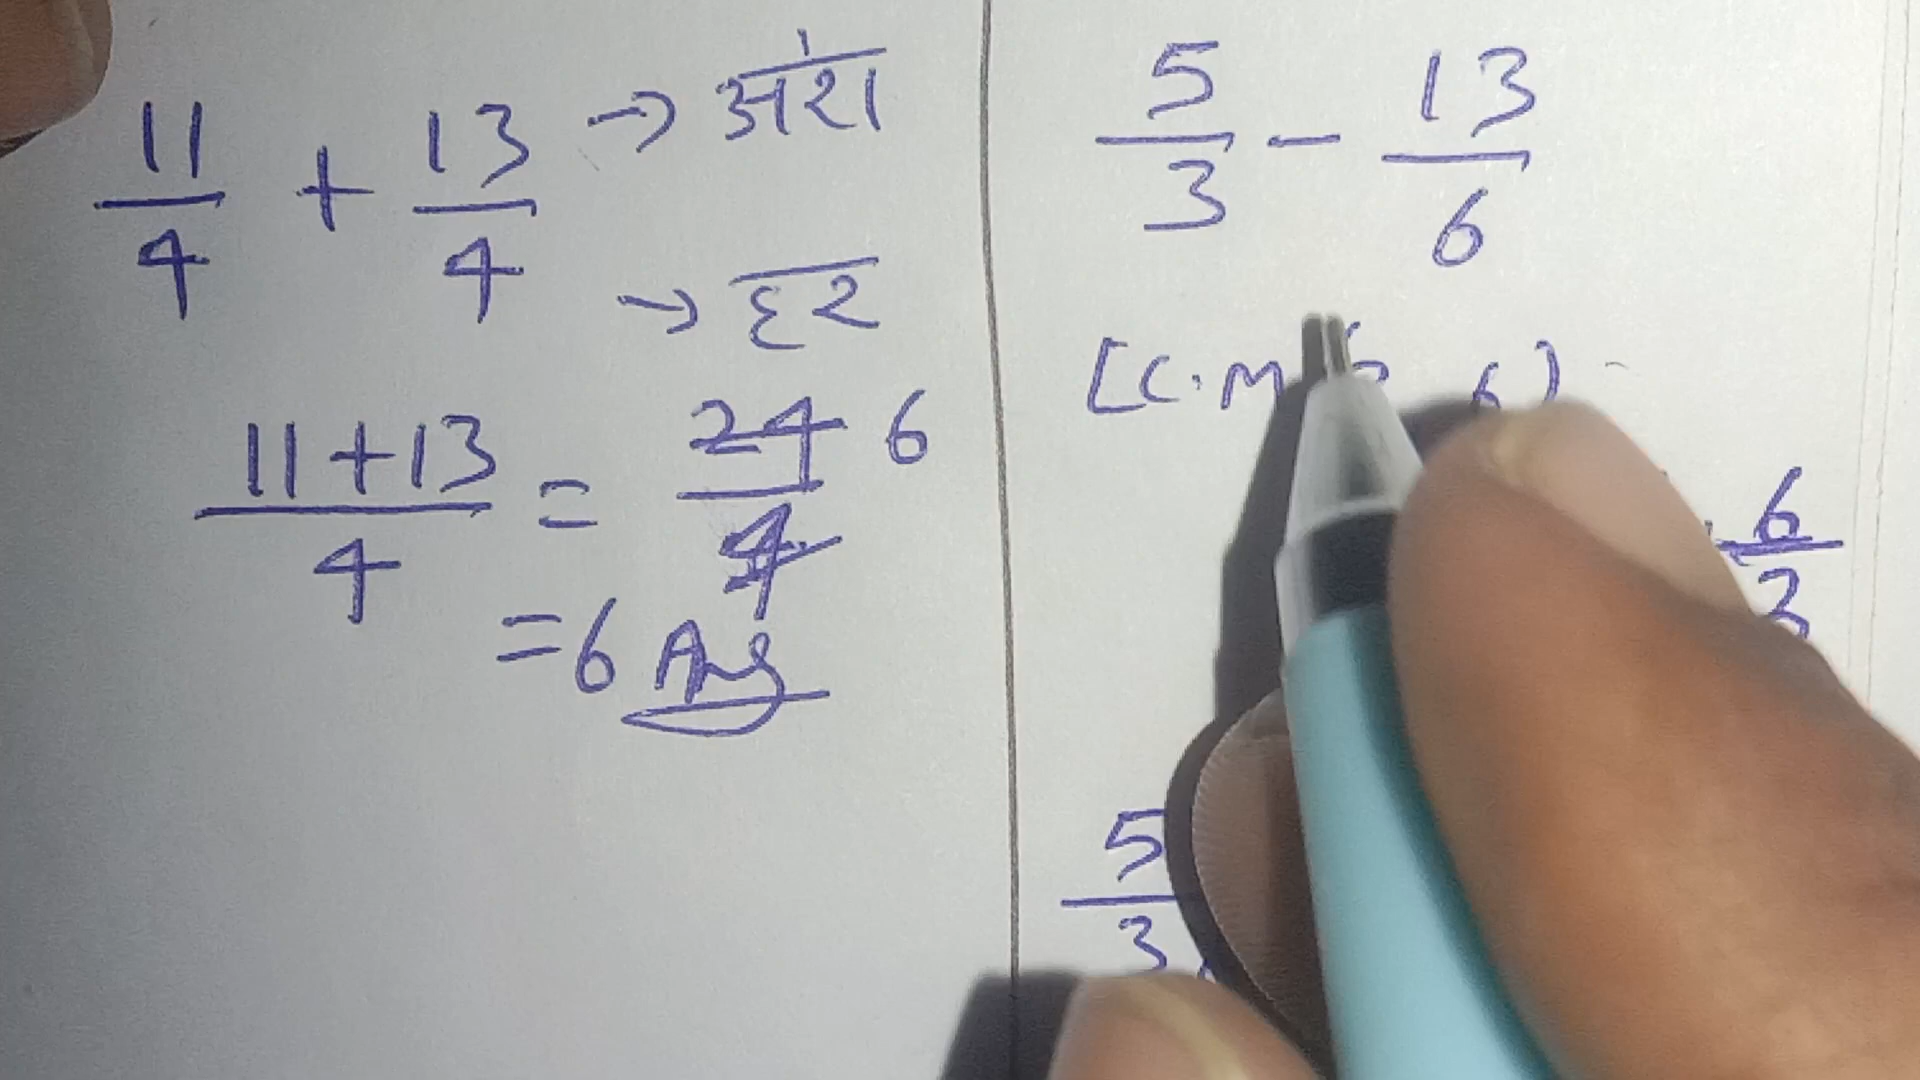 11/4 + 13/4 → अंश
→ हर
11+13/4 = 24/4 6
= 6 Ans
5/3 - 13/6
[C.M 6]
6/3
5/3